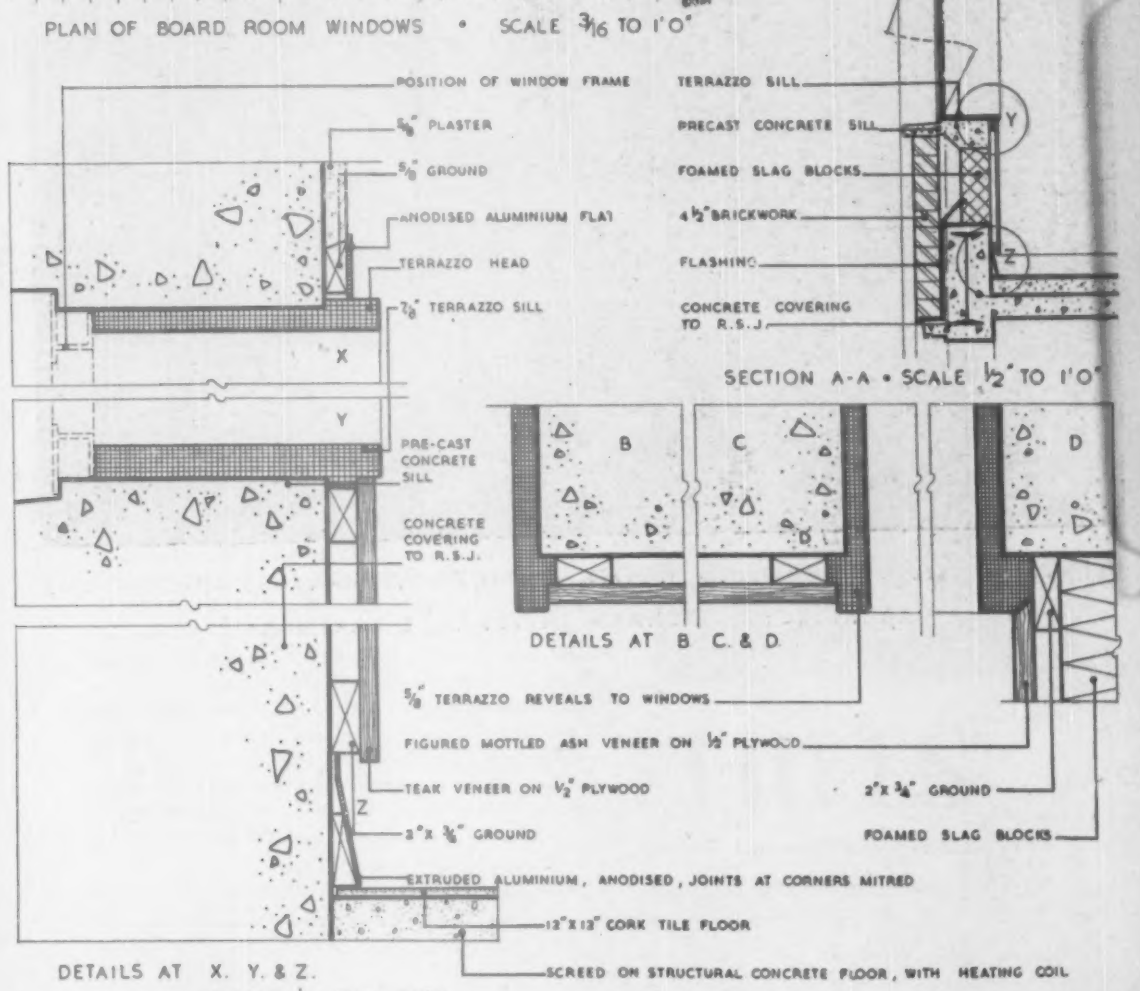 PLAN OF BOARD ROOM WINDOWS • SCALE 3/16 TO 1'0"
POSITION OF WINDOW FRAME
5/8" PLASTER
5/8" GROUND
ANODISED ALUMINIUM FLAT
TERRAZZO HEAD
7/8" TERRAZZO SILL
X
Y
PRE-CAST
CONCRETE
SILL
CONCRETE
COVERING
TO R.S.J.
TERRAZZO SILL
PRECAST CONCRETE SILL
FOAMED SLAG BLOCKS
4 1/2" BRICKWORK
FLASHING
CONCRETE COVERING
TO R.S.J.
Y
Z
SECTION A-A • SCALE 1/2" TO 1'0"
B
C
D
DETAILS AT B C. & D.
5/8" TERRAZZO REVEALS TO WINDOWS
FIGURED MOTTLED ASH VENEER ON 1/2" PLYWOOD
TEAK VENEER ON 1/2" PLYWOOD
2" X 3/4" GROUND
Z
GROUND
FOAMED SLAG BLOCKS
EXTRUDED ALUMINIUM, ANODISED, JOINTS AT CORNERS MITRED
12" X 12" CORK TILE FLOOR
SCREED ON STRUCTURAL CONCRETE FLOOR, WITH HEATING COIL
DETAILS AT X. Y. & Z.